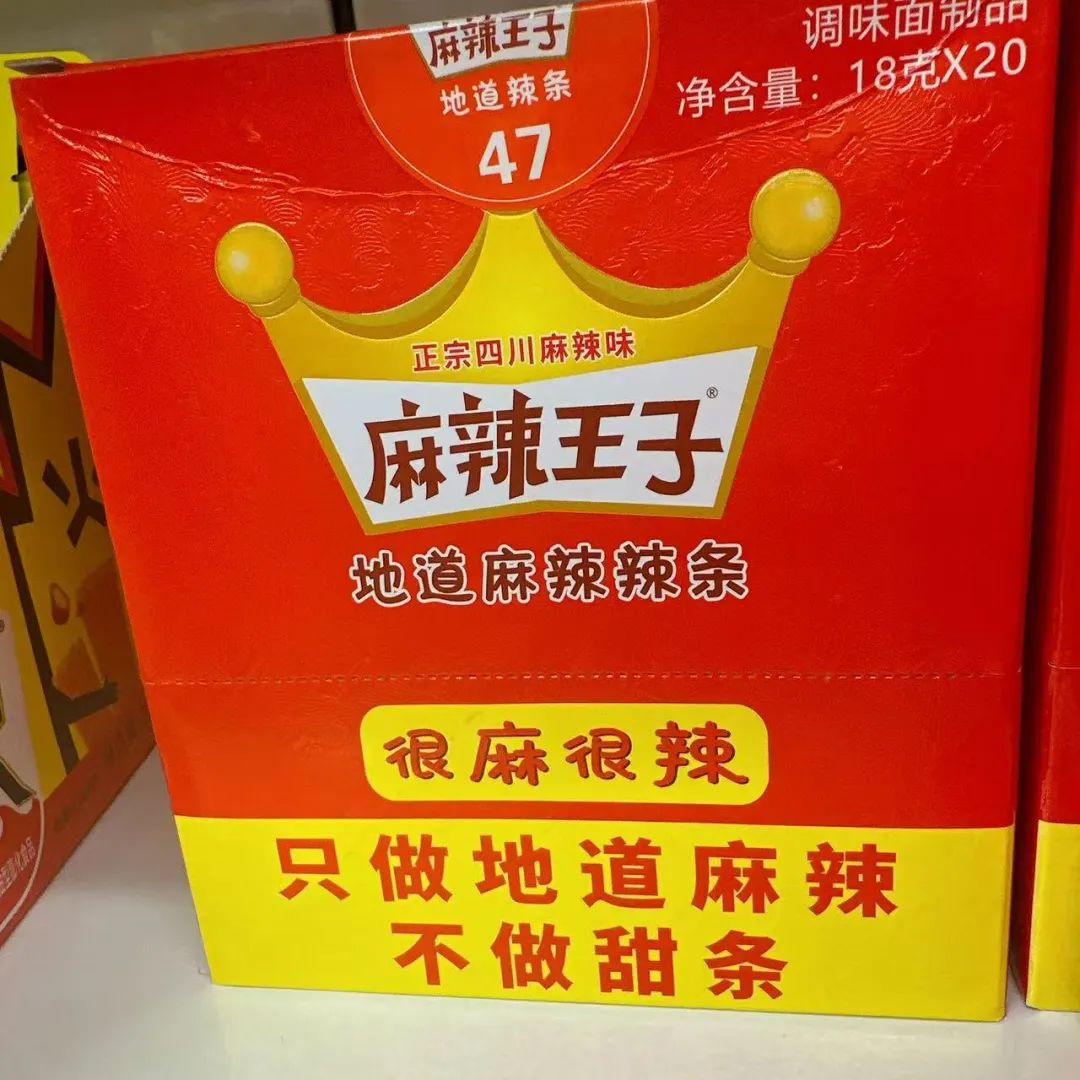 麻辣王子
地道辣条
47
调味面制品
净含量：18克X20
正宗四川麻辣味
麻辣王子®
地道麻辣辣条
很麻很辣
只做地道麻辣
不做甜条